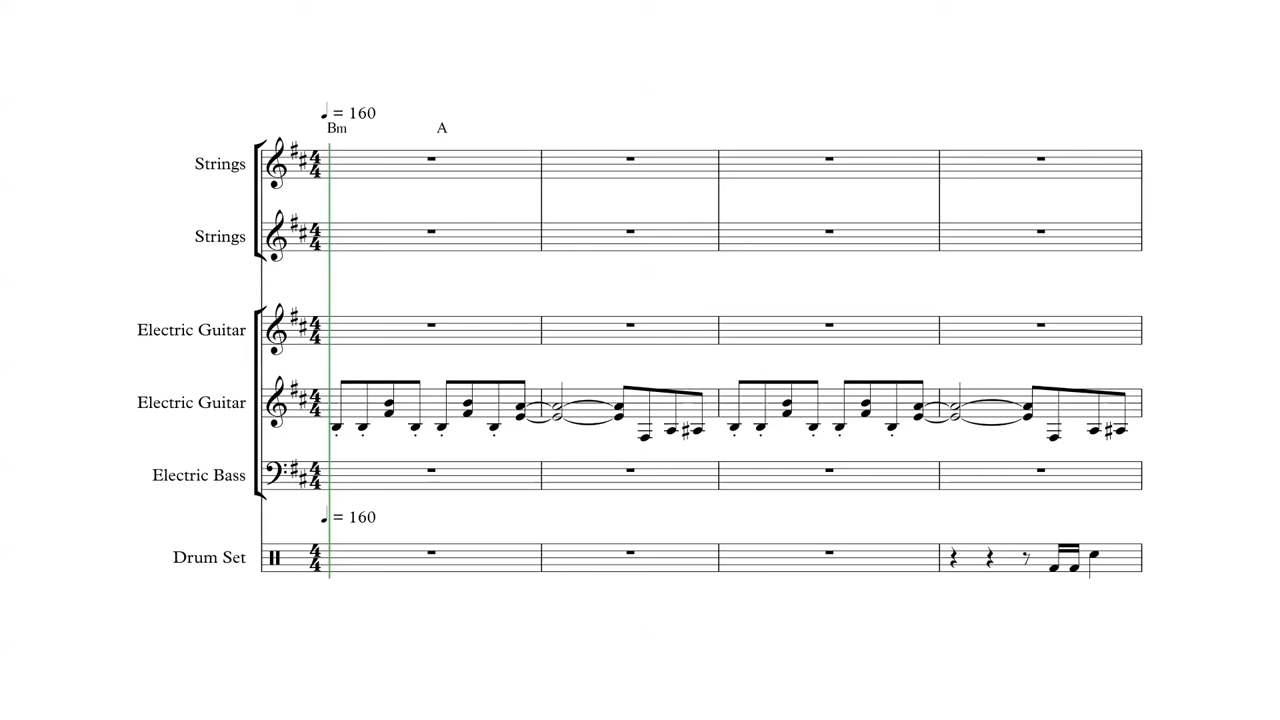 ♩ = 160
Bm A
Strings
Strings
Electric Guitar
Electric Guitar
Electric Bass
♩ = 160
Drum Set